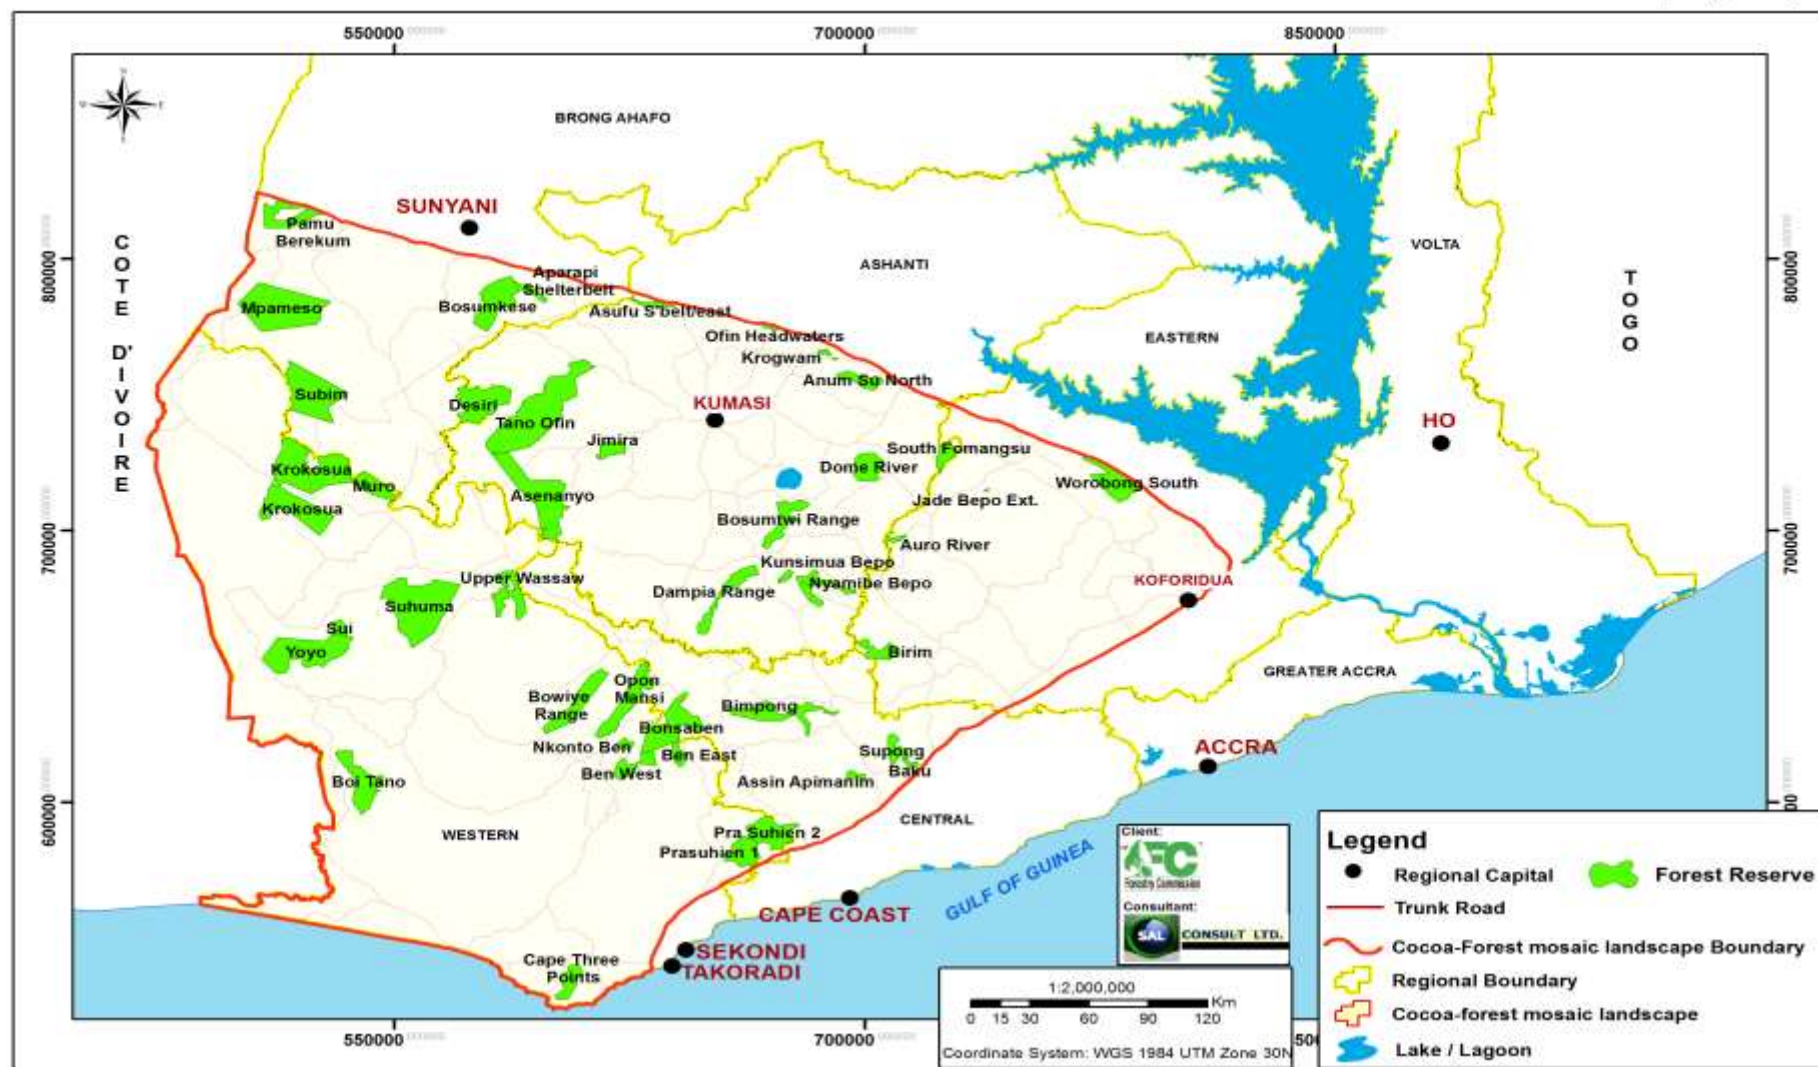 550000
700000
850000
BRONG AHAFO
SUNYANI
Pamu
Berekum
ASHANTI
VOLTA
COTE D'IVOIRE
TOGO
800000
800000
Aparapi
Shelterbelt
Bosumkese
Mpameso
Asufu S'belt/east
Ofin Headwaters
EASTERN
Krogwam
Anum Su North
Subim
Desiri
KUMASI
HO
Tano Ofin
Jimira
South Fomangsu
Dome River
Krokosua
Muro
Worobong South
Asenanyo
Jade Bepo Ext.
Krokosua
Bosumtwi Range
700000
700000
Auro River
Kunsimua Bepo
Upper Wassaw
Nyamibe Bepo
KOFORIDUA
Dampia Range
Suhuma
Sui
Yoyo
Birim
GREATER ACCRA
Opon
Mansi
Bowiye
Range
Bimpong
Bonsaben
Nkonto Ben
Ben East
Supong
ACCRA
Ben West
Baku
Boi Tano
Assin Apimanim
600000
WESTERN
CENTRAL
Pra Suhien 2
Prasuhien 1
GULF OF GUINEA
CAPE COAST
SEKONDI
TAKORADI
Cape Three
Points
Client:
FC
Forestry Commission
Consultant:
SAL
CONSULT LTD.
1:2,000,000
Km
0 15 30 60 90 120
Coordinate System: WGS 1984 UTM Zone 30N
Legend
Regional Capital
Forest Reserve
Trunk Road
Cocoa-Forest mosaic landscape Boundary
Regional Boundary
Cocoa-forest mosaic landscape
Lake / Lagoon
550000
700000